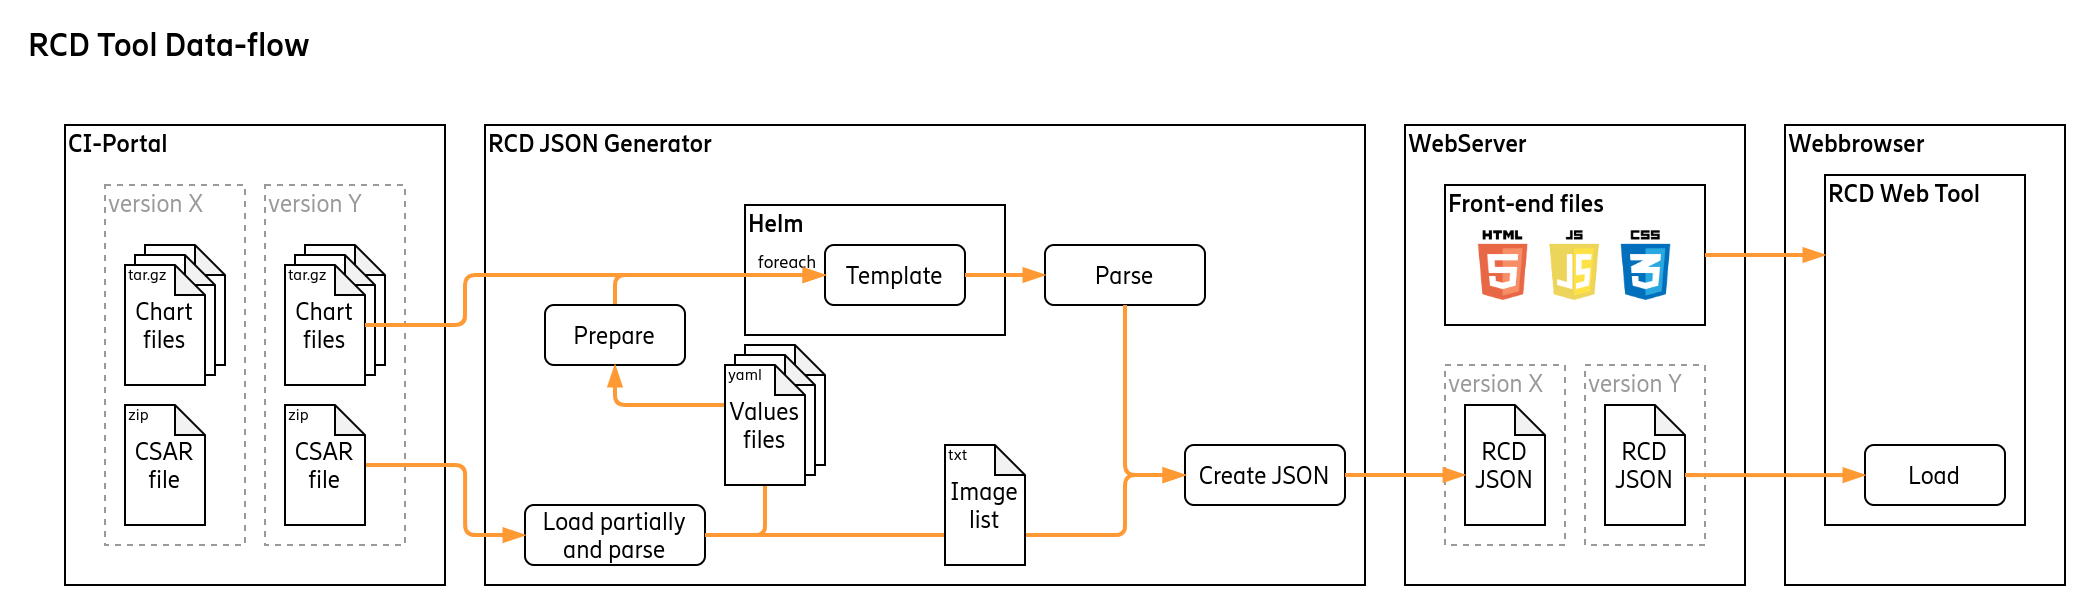 RCD Tool Data-flow
CI-Portal
version X
tar.gz
Chart
files
zip
CSAR
file
version Y
tar.gz
Chart
files
zip
CSAR
file
RCD JSON Generator
Helm
foreach
Template
Parse
Prepare
yaml
Values
files
Load partially
and parse
txt
Image
list
Create JSON
WebServer
Front-end files
HTML
5
JS
JS
CSS
3
version X
RCD
JSON
version Y
RCD
JSON
Webbrowser
RCD Web Tool
Load